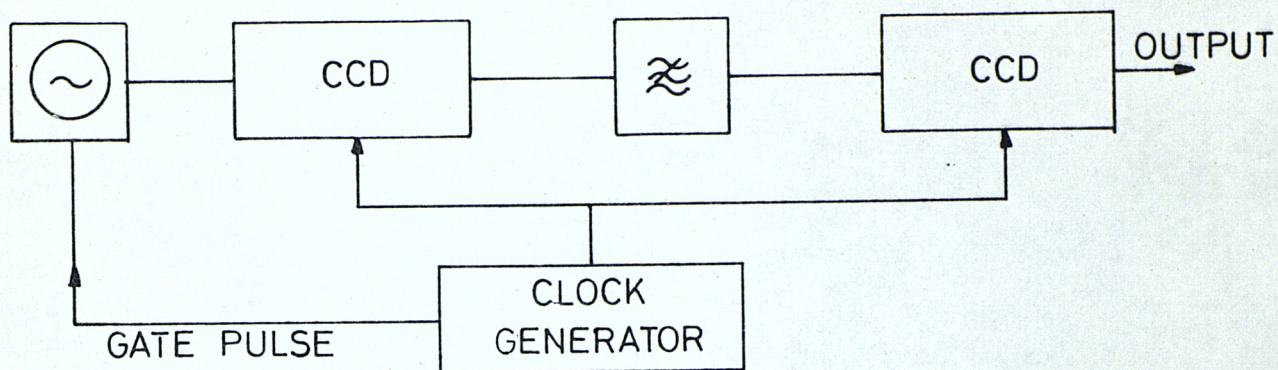 CCD
CCD
OUTPUT
CLOCK
GENERATOR
GATE PULSE